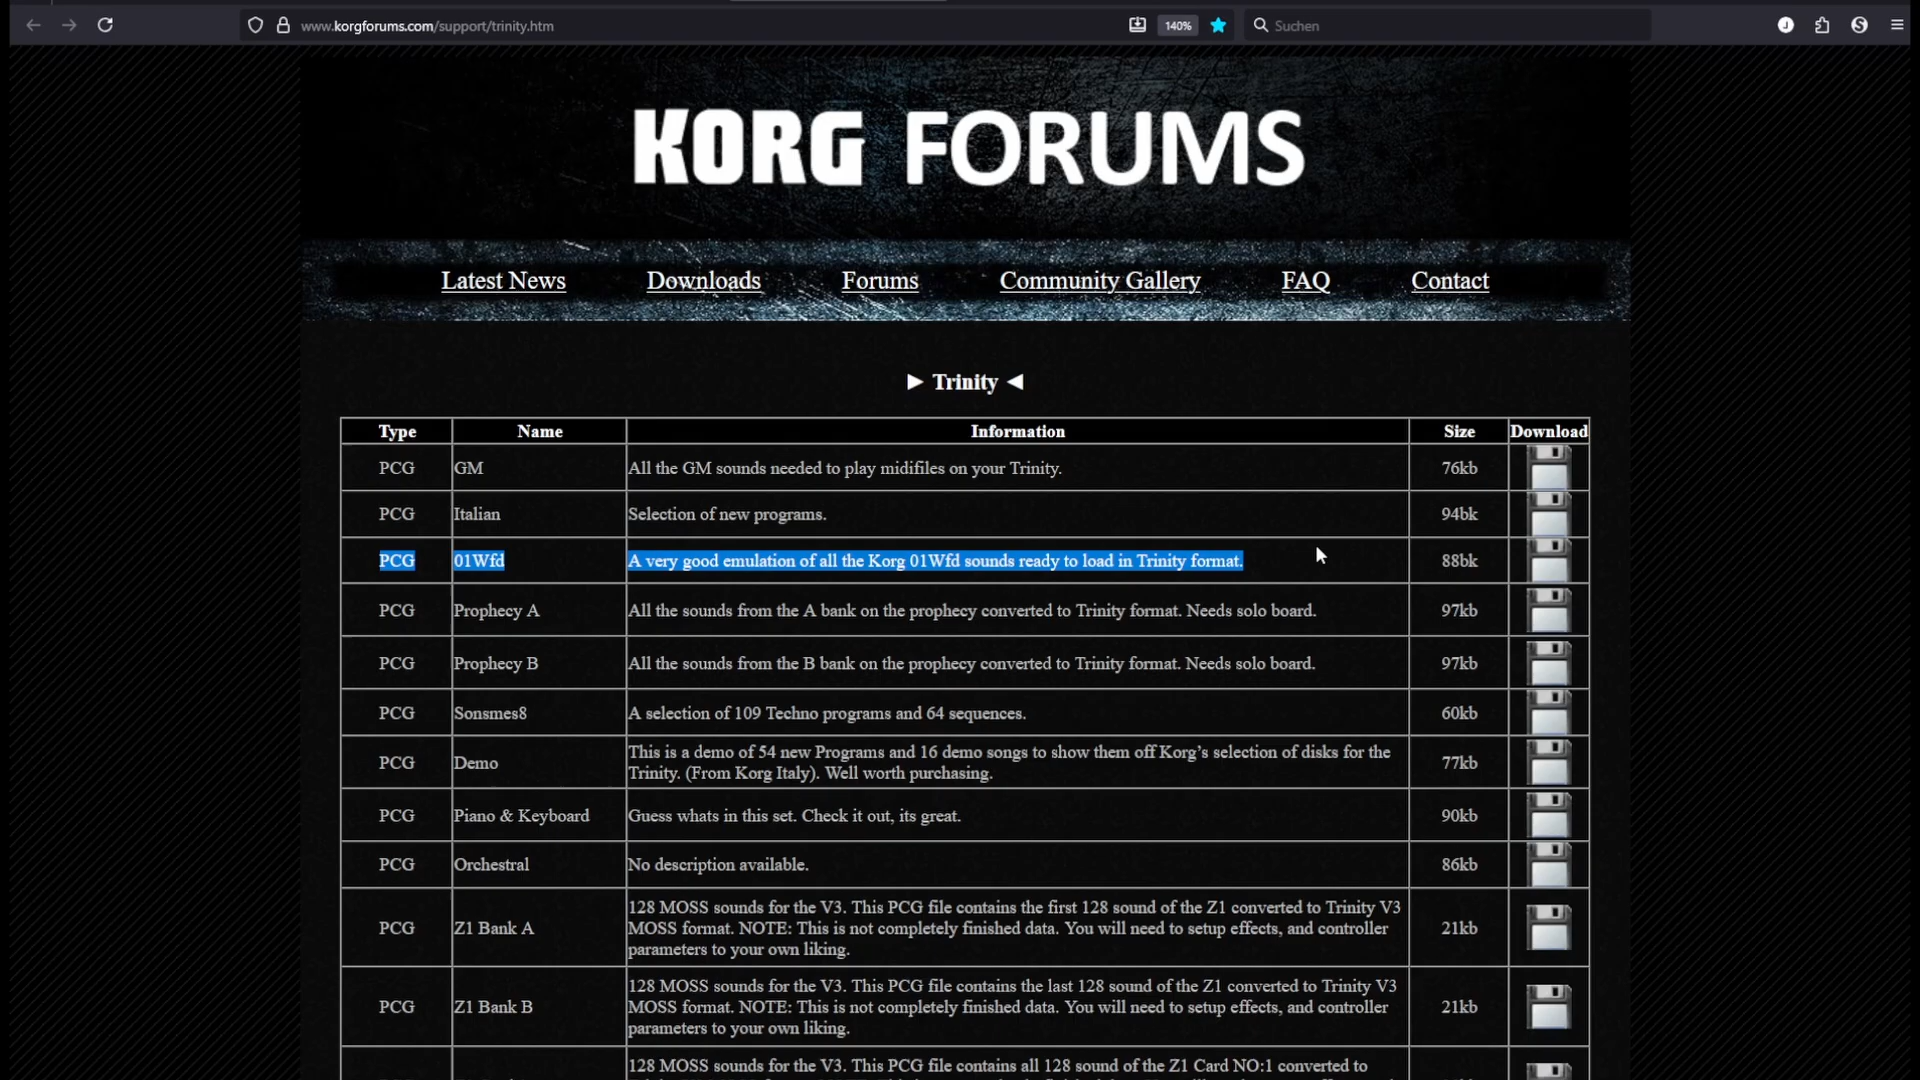 www.korgforums.com/support/trinity.htm
140%
Suchen
KORG FORUMS
Latest News
Downloads
Forums
Community Gallery
FAQ
Contact
► Trinity ◄
Type Name Information Size Download
PCG GM All the GM sounds needed to play midifiles on your Trinity. 76kb
PCG Italian Selection of new programs. 94bk
PCG 01Wfd A very good emulation of all the Korg 01Wfd sounds ready to load in Trinity format. 88bk
PCG Prophecy A All the sounds from the A bank on the prophecy converted to Trinity format. Needs solo board. 97kb
PCG Prophecy B All the sounds from the B bank on the prophecy converted to Trinity format. Needs solo board. 97kb
PCG Sonsmes8 A selection of 109 Techno programs and 64 sequences. 60kb
PCG Demo This is a demo of 54 new Programs and 16 demo songs to show them off Korg’s selection of disks for the
Trinity. (From Korg Italy). Well worth purchasing. 77kb
PCG Piano & Keyboard Guess whats in this set. Check it out, its great. 90kb
PCG Orchestral No description available. 86kb
PCG Z1 Bank A 128 MOSS sounds for the V3. This PCG file contains the first 128 sound of the Z1 converted to Trinity V3
MOSS format. NOTE: This is not completely finished data. You will need to setup effects, and controller
parameters to your own liking. 21kb
PCG Z1 Bank B 128 MOSS sounds for the V3. This PCG file contains the last 128 sound of the Z1 converted to Trinity V3
MOSS format. NOTE: This is not completely finished data. You will need to setup effects, and controller
parameters to your own liking. 21kb
128 MOSS sounds for the V3. This PCG file contains all 128 sound of the Z1 Card NO:1 converted to